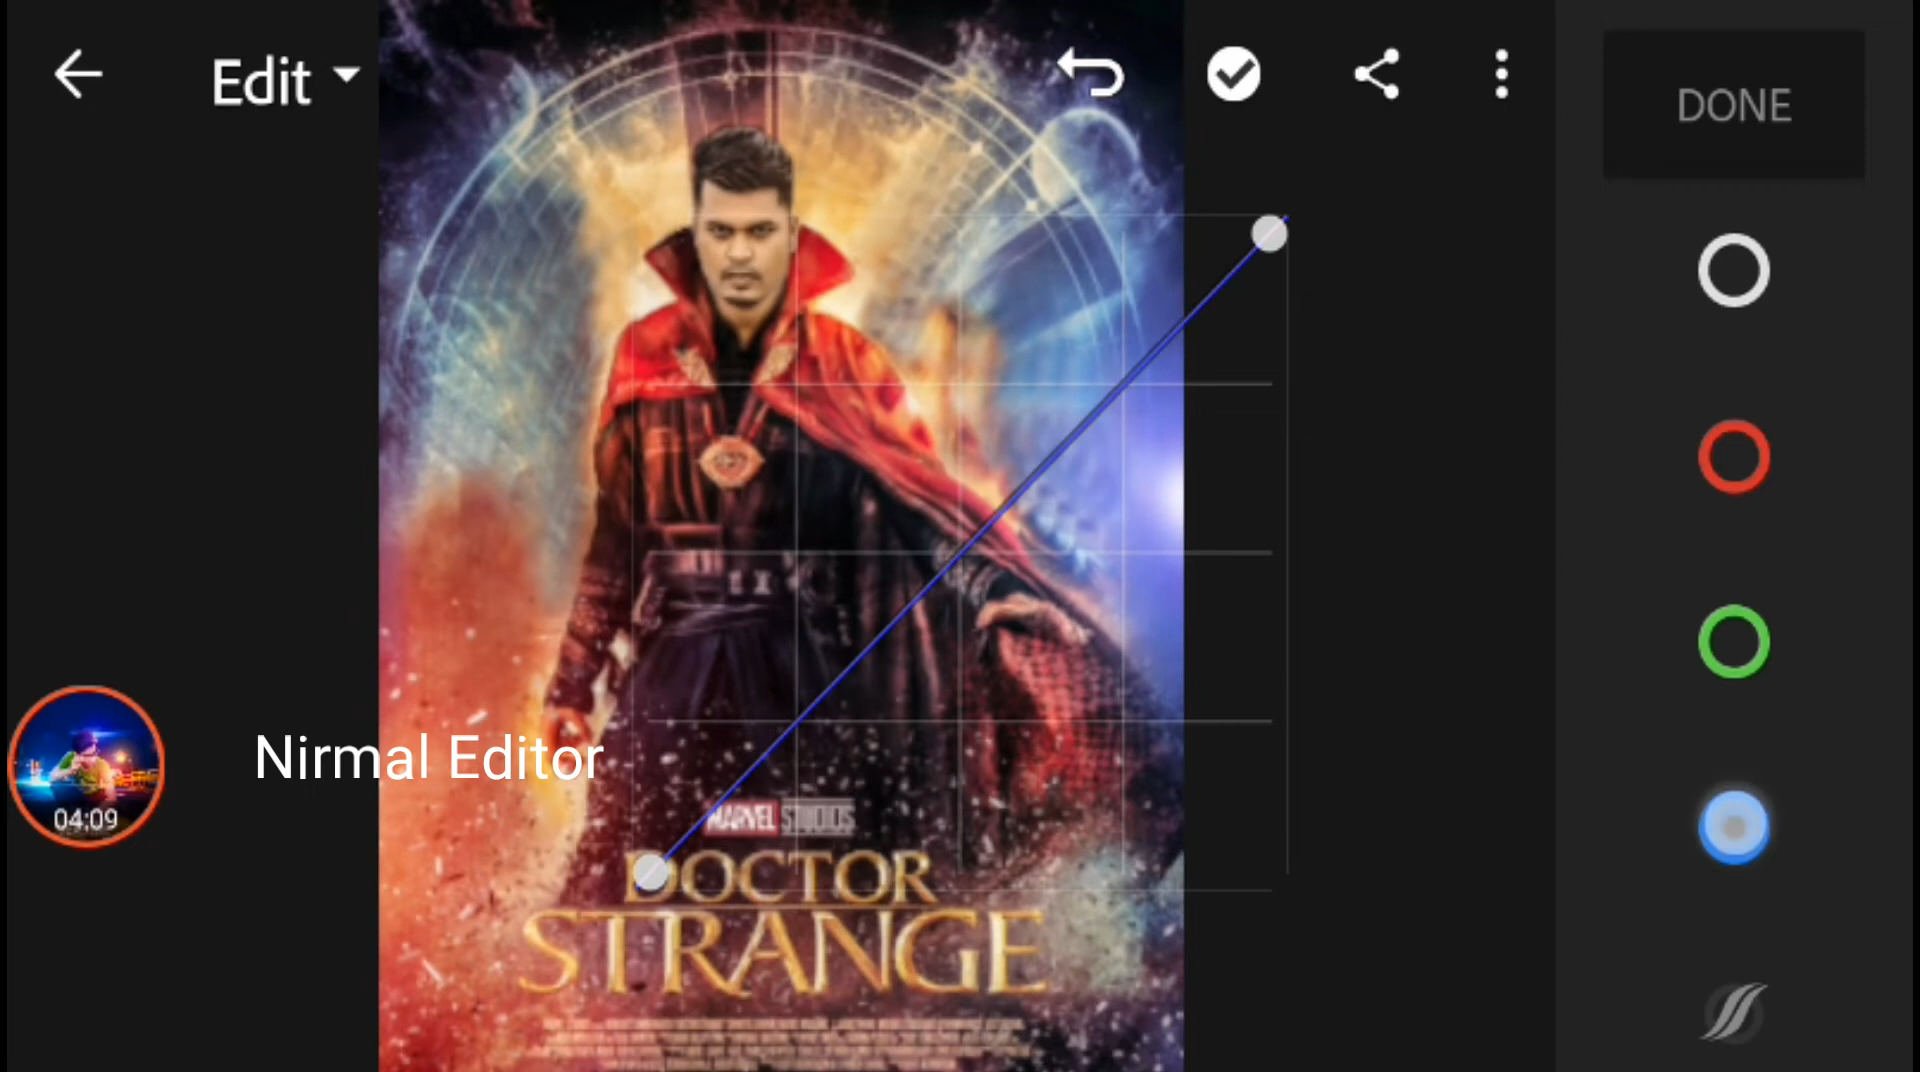 Edit
DONE
04:09
Nirmal Editor
MARVEL STUDIOS
DOCTOR
STRANGE